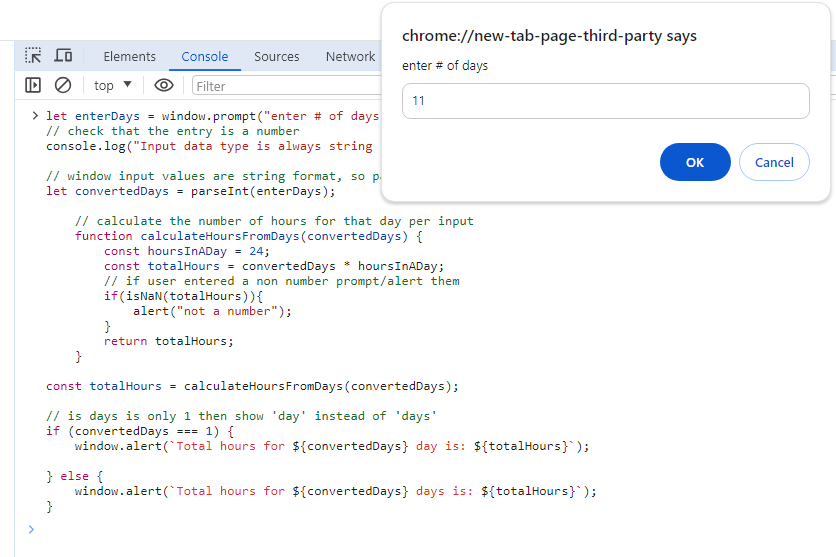 chrome://new-tab-page-third-party says
enter # of days
11
OK Cancel
Elements Console Sources Network
top Filter
let enterDays = window.prompt("enter # of days
// check that the entry is a number
console.log("Input data type is always string
// window input values are string format, so
let convertedDays = parseInt(enterDays);
// calculate the number of hours for that day per input
function calculateHoursFromDays(convertedDays) {
const hoursInADay = 24;
const totalHours = convertedDays * hoursInADay;
// if user entered a non number prompt/alert them
if(isNaN(totalHours)){
alert("not a number");
}
return totalHours;
}
const totalHours = calculateHoursFromDays(convertedDays);
// is days is only 1 then show 'day' instead of 'days'
if (convertedDays === 1) {
window.alert(`Total hours for ${convertedDays} day is: ${totalHours}`);
} else {
window.alert(`Total hours for ${convertedDays} days is: ${totalHours}`);
}